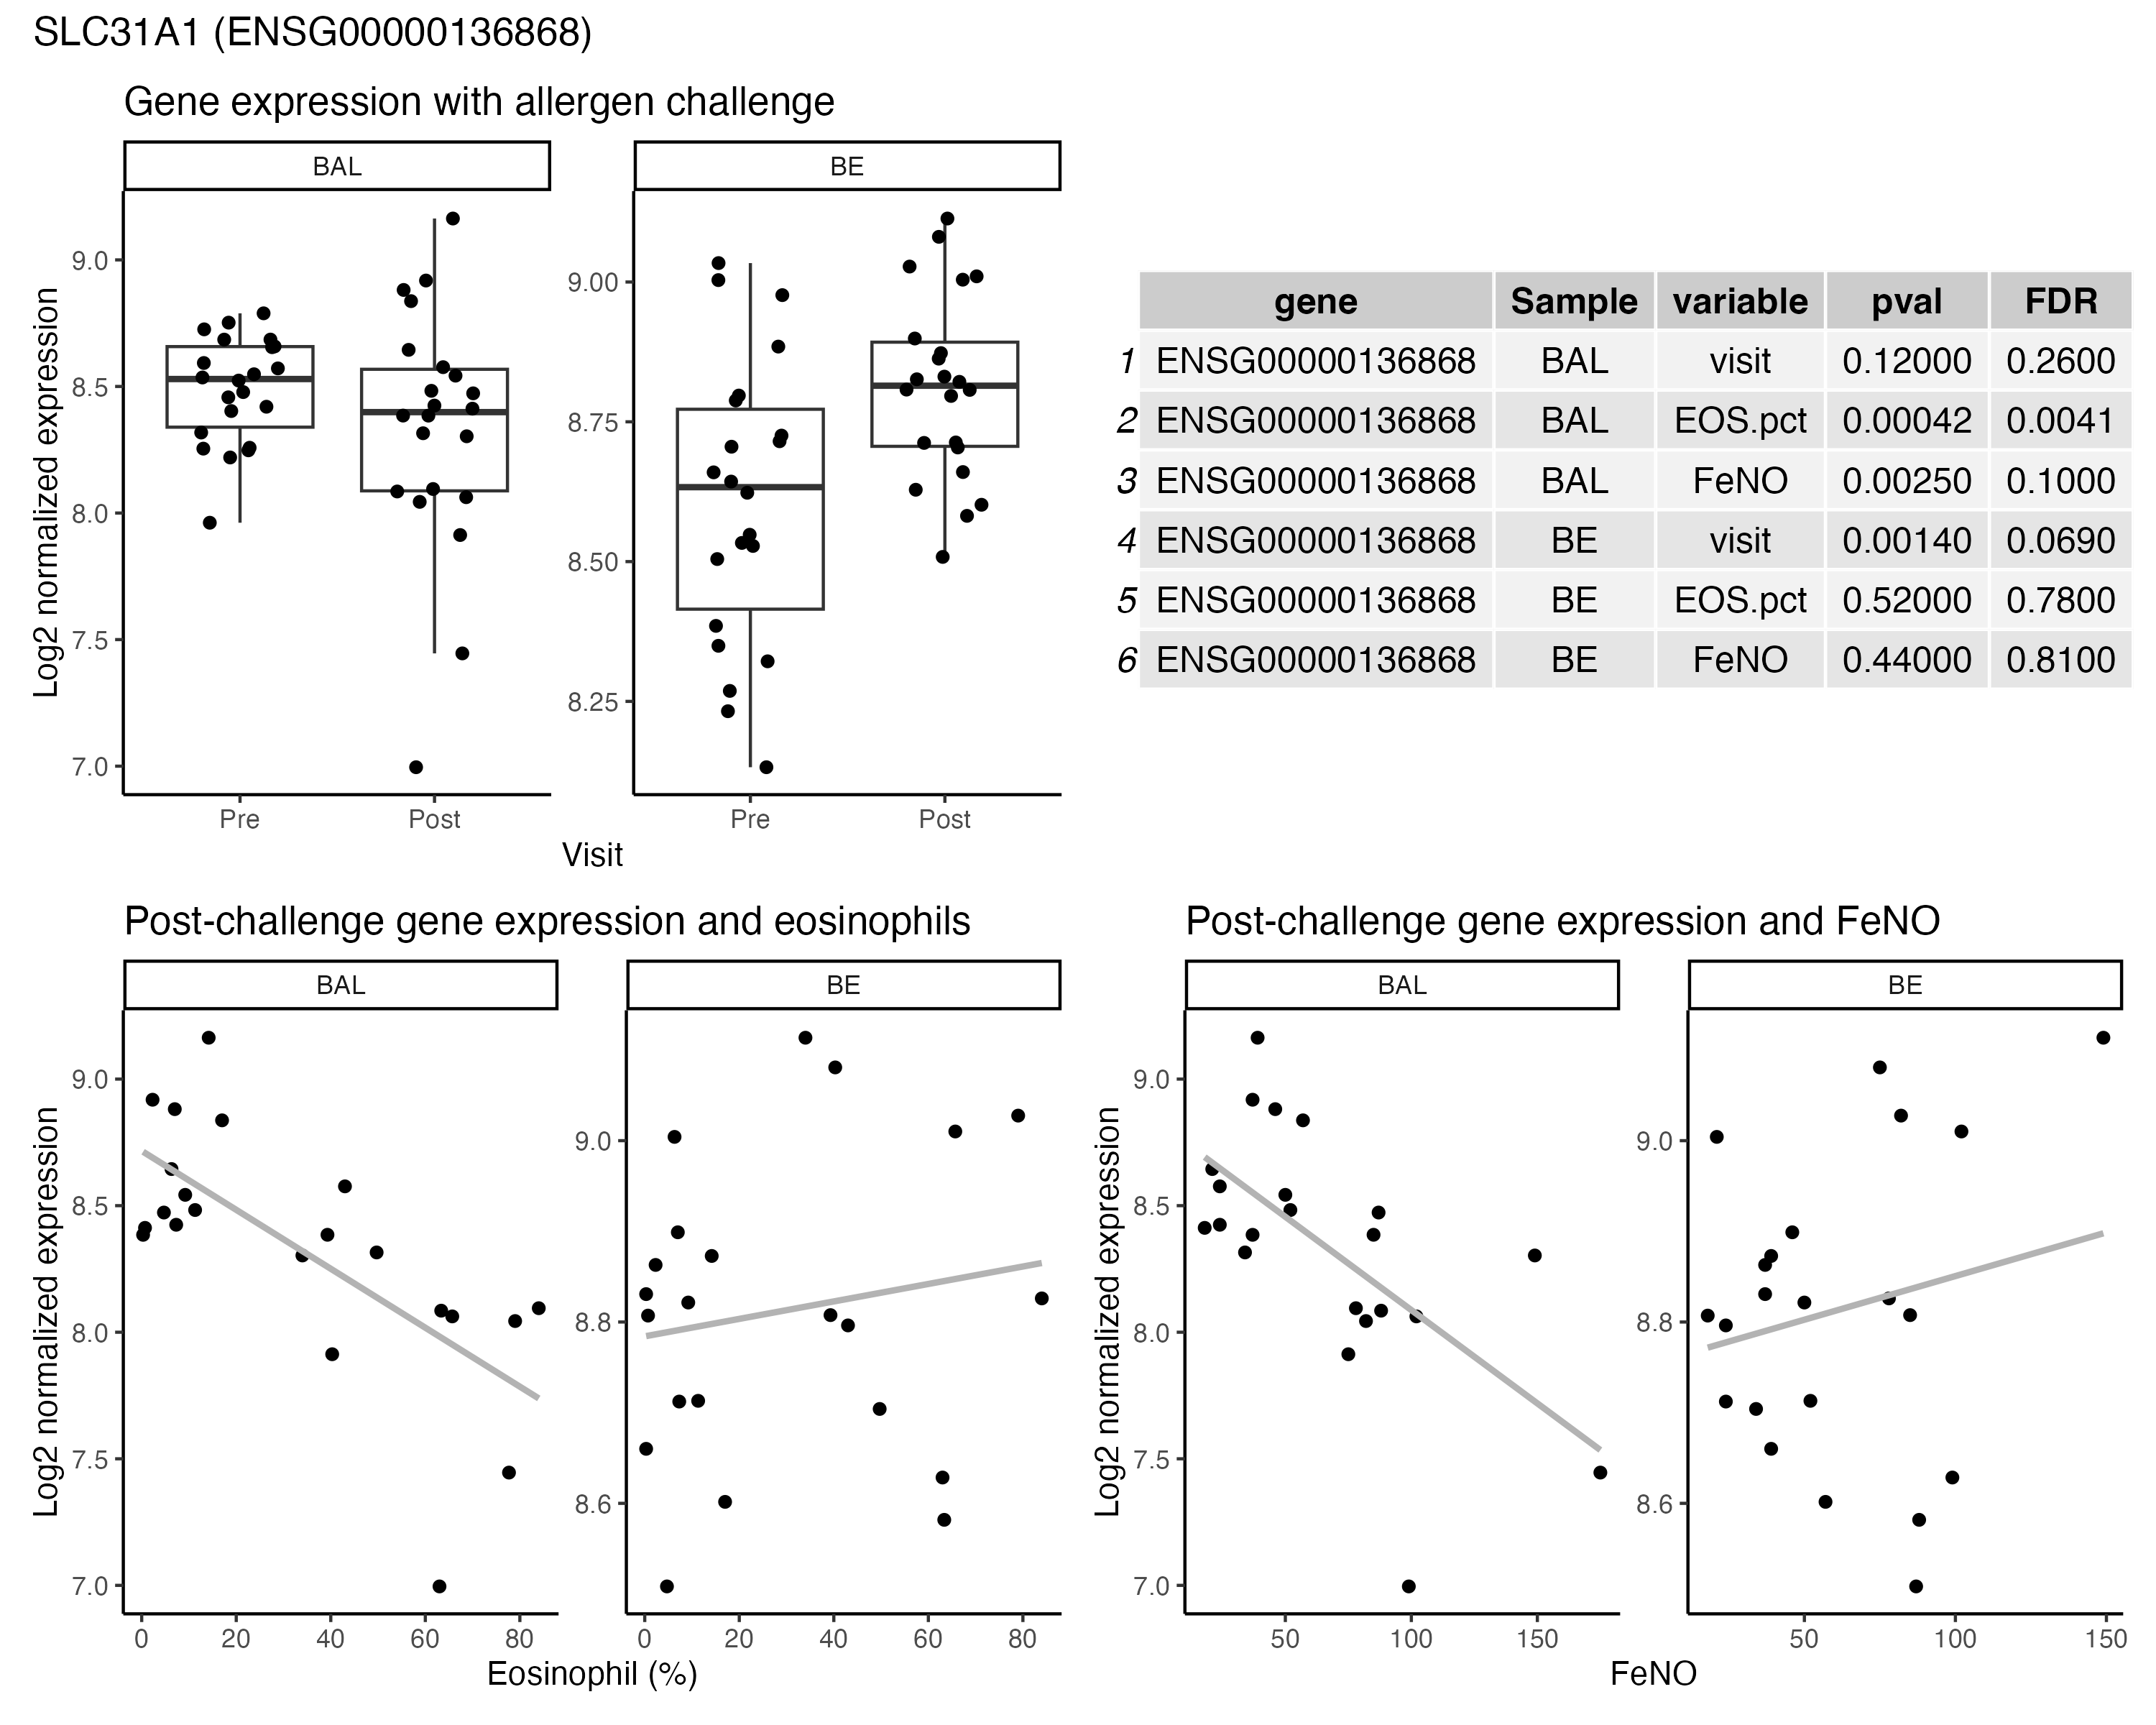 SLC31A1 (ENSG00000136868)
Gene expression with allergen challenge
BAL
BE
Log2 normalized expression
9.0
8.5
8.0
7.5
7.0
9.00
8.75
8.50
8.25
Pre
Post
Pre
Post
Visit
gene Sample variable pval FDR
1 ENSG00000136868 BAL visit 0.12000 0.2600
2 ENSG00000136868 BAL EOS.pct 0.00042 0.0041
3 ENSG00000136868 BAL FeNO 0.00250 0.1000
4 ENSG00000136868 BE visit 0.00140 0.0690
5 ENSG00000136868 BE EOS.pct 0.52000 0.7800
6 ENSG00000136868 BE FeNO 0.44000 0.8100
Post-challenge gene expression and eosinophils
BAL
BE
Log2 normalized expression
9.0
8.5
8.0
7.5
7.0
9.0
8.8
8.6
0 20 40 60 80
0 20 40 60 80
Eosinophil (%)
Post-challenge gene expression and FeNO
BAL
BE
Log2 normalized expression
9.0
8.5
8.0
7.5
7.0
9.0
8.8
8.6
50 100 150
50 100 150
FeNO